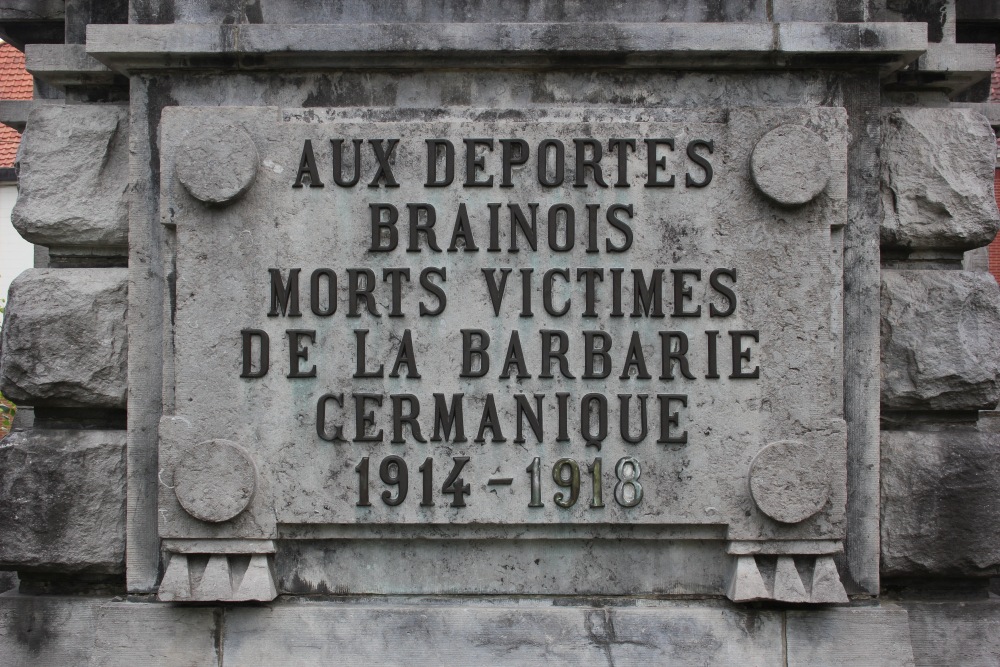 AUX DEPORTES
BRAINOIS
MORTS VICTIMES
DE LA BARBARIE
GERMANIQUE
1914-1918